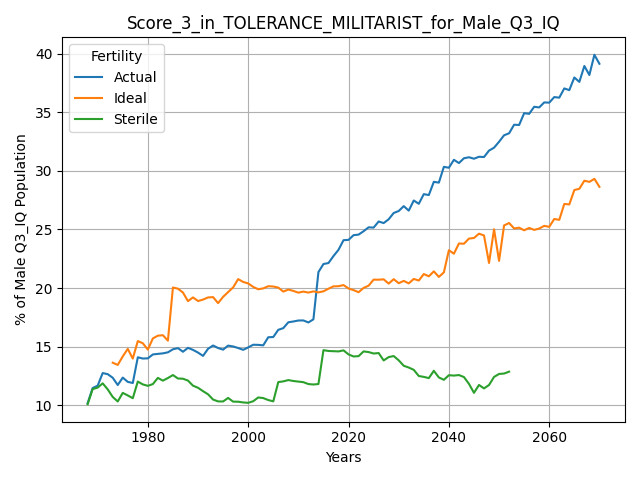 Score_3_in_TOLERANCE_MILITARIST_for_Male_Q3_IQ
Fertility
Actual
Ideal
Sterile
% of Male Q3_IQ Population
40
35
30
25
20
15
10
1980
2000
2020
2040
2060
Years